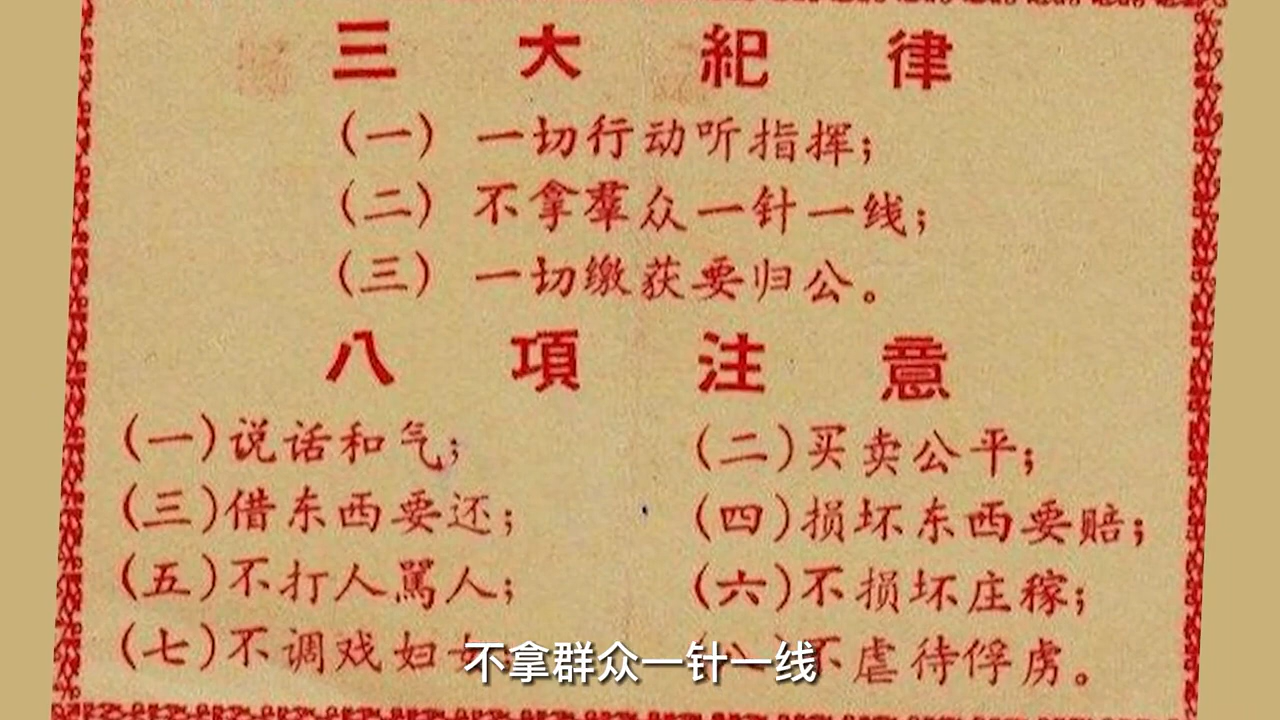 三大紀律
(一) 一切行动听指挥;
(二) 不拿羣众一针一线;
(三) 一切缴获要归公。
八項注意
(一)说话和气;
(二)买卖公平;
(三)借东西要还;
(四)损坏东西要赔;
(五)不打人駡人;
(六)不损坏庄稼;
(七)不调戏妇女
(八)不虐待俘虏。
不拿群众一针一线